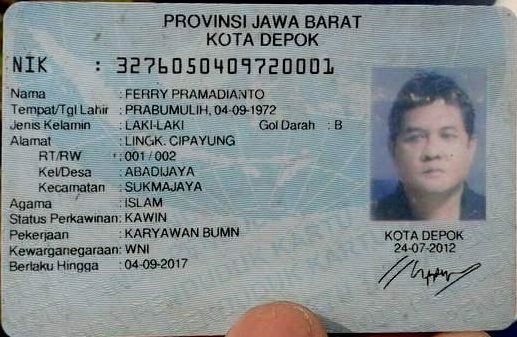 PROVINSI JAWA BARAT
KOTA DEPOK
NIK : 3276050409720001
Nama : FERRY PRAMADIANTO
Tempat/Tgl Lahir : PRABUMULIH, 04-09-1972
Jenis Kelamin : LAKI-LAKI Gol Darah : B
Alamat : LINGK. CIPAYUNG
RT/RW : 001 / 002
Kel/Desa : ABADIJAYA
Kecamatan : SUKMAJAYA
Agama : ISLAM
Status Perkawinan: KAWIN
Pekerjaan : KARYAWAN BUMN
Kewarganegaraan: WNI
Berlaku Hingga : 04-09-2017
KOTA DEPOK
24-07-2012